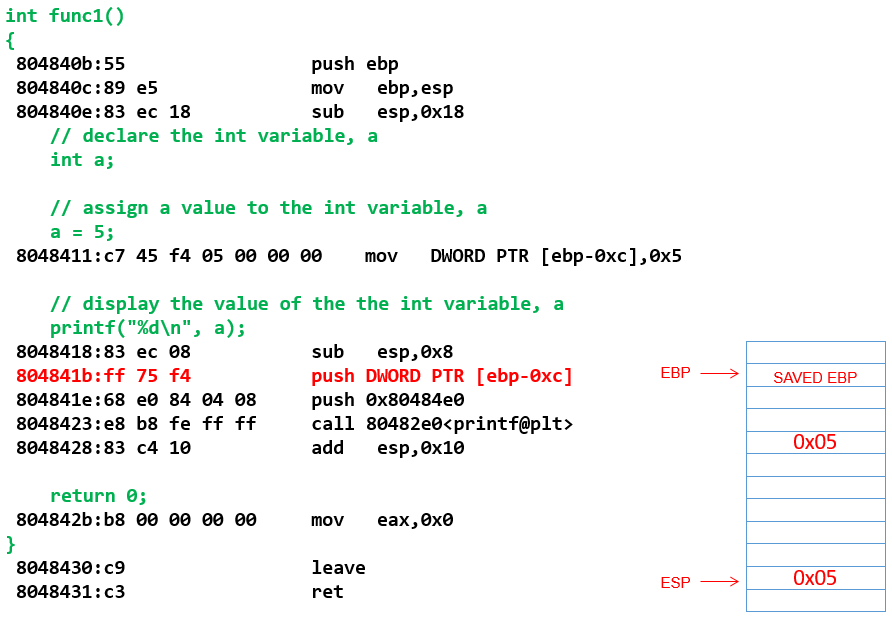 int func1()
{
804840b:55 push ebp
804840c:89 e5 mov ebp,esp
804840e:83 ec 18 sub esp,0x18
// declare the int variable, a
int a;
// assign a value to the int variable, a
a = 5;
8048411:c7 45 f4 05 00 00 00 mov DWORD PTR [ebp-0xc],0x5
// display the value of the the int variable, a
printf("%d\n", a);
8048418:83 ec 08 sub esp,0x8
804841b:ff 75 f4 push DWORD PTR [ebp-0xc]
804841e:68 e0 84 04 08 push 0x80484e0
8048423:e8 b8 fe ff ff call 80482e0<printf@plt>
8048428:83 c4 10 add esp,0x10
return 0;
804842b:b8 00 00 00 00 mov eax,0x0
}
8048430:c9 leave
8048431:c3 ret
EBP
SAVED EBP
0x05
ESP
0x05